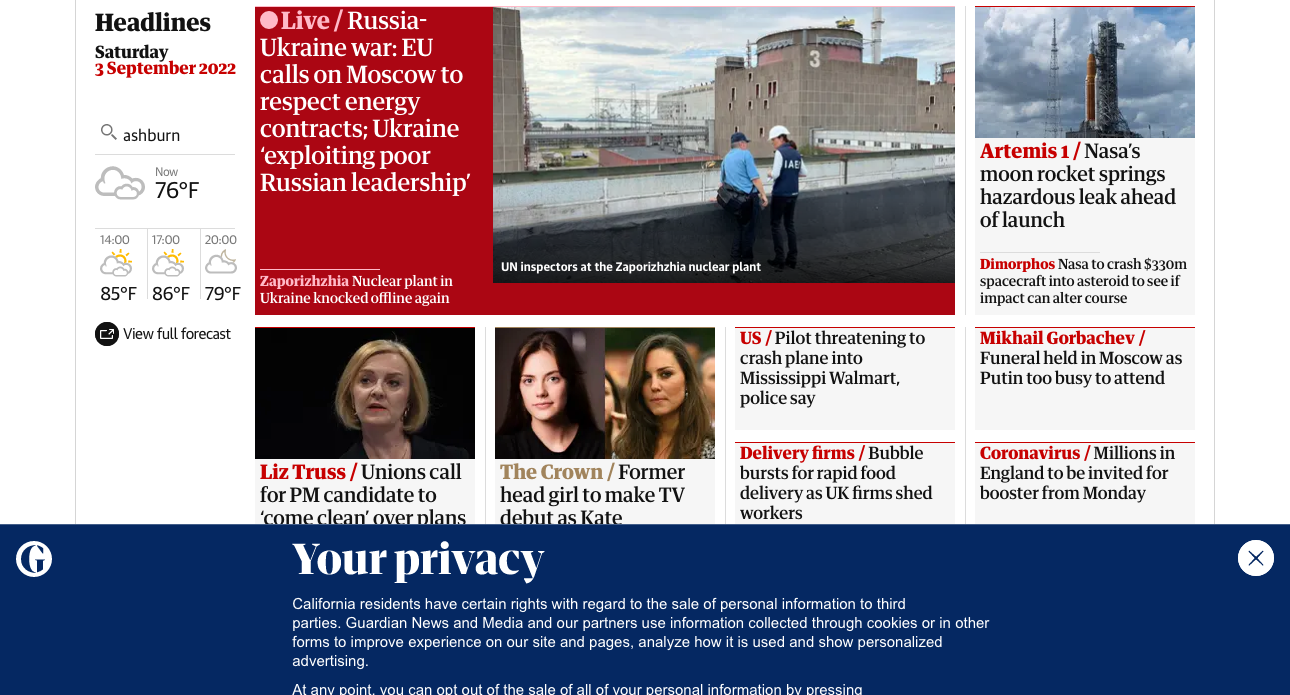 Headlines
Saturday
3 September 2022
ashburn
Now
76°F
14:00
17:00
20:00
85°F
86°F
79°F
View full forecast
Live / Russia-
Ukraine war: EU
calls on Moscow to
respect energy
contracts; Ukraine
‘exploiting poor
Russian leadership’
Zaporizhzhia Nuclear plant in
Ukraine knocked offline again
3
IAEA
UN inspectors at the Zaporizhzhia nuclear plant
Artemis 1 / Nasa’s
moon rocket springs
hazardous leak ahead
of launch
Dimorphos Nasa to crash $330m
spacecraft into asteroid to see if
impact can alter course
Liz Truss / Unions call
for PM candidate to
‘come clean’ over plans
The Crown / Former
head girl to make TV
debut as Kate
US / Pilot threatening to
crash plane into
Mississippi Walmart,
police say
Delivery firms / Bubble
bursts for rapid food
delivery as UK firms shed
workers
Mikhail Gorbachev /
Funeral held in Moscow as
Putin too busy to attend
Coronavirus / Millions in
England to be invited for
booster from Monday
G
Your privacy
California residents have certain rights with regard to the sale of personal information to third
parties. Guardian News and Media and our partners use information collected through cookies or in other
forms to improve experience on our site and pages, analyze how it is used and show personalized
advertising.
At any point, you can opt out of the sale of all of your personal information by pressing